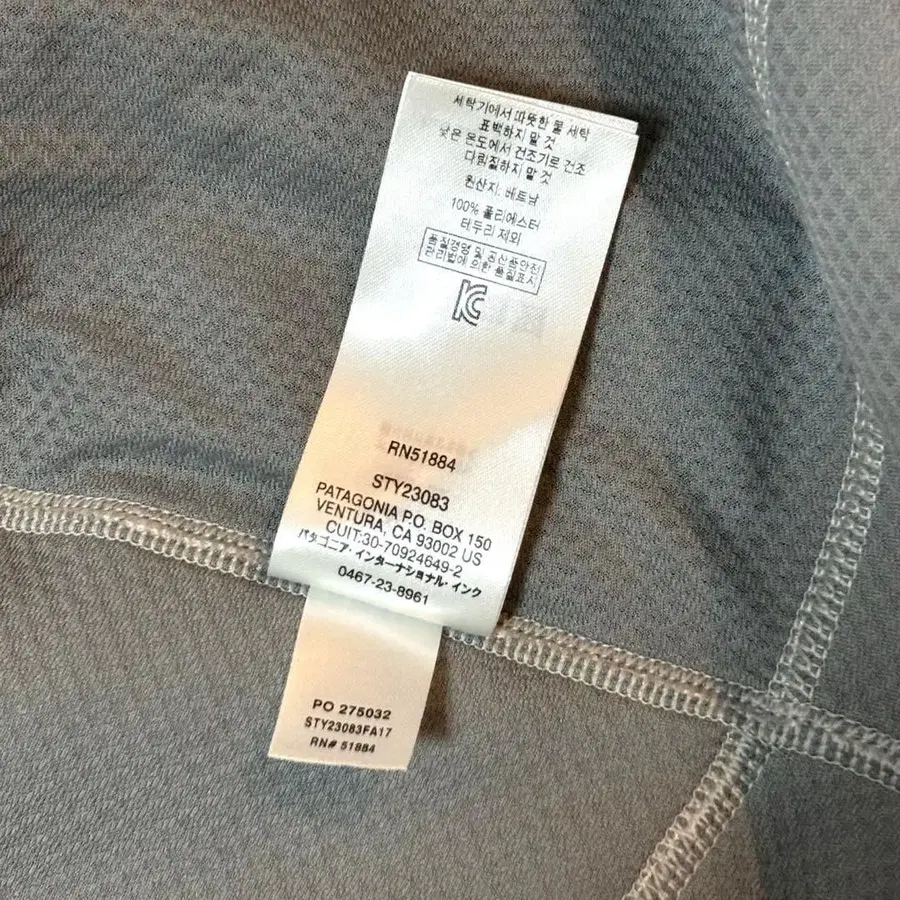 세탁기에서 따뜻한 물 세탁
표백하지 말 것
낮은 온도에서 건조기로 건조
다림질하지 말 것
원산지: 베트남
100% 폴리에스터
테두리 제외
품질경영 및 공산품안전
관리법에 의한 품질표시
RN51884
STY23083
PATAGONIA P.O. BOX 150
VENTURA, CA 93002 US
CUIT:30-70924649-2
パタゴニア・インターナショナル・インク
0467-23-8961
PO 275032
STY23083FA17
RN# 51884